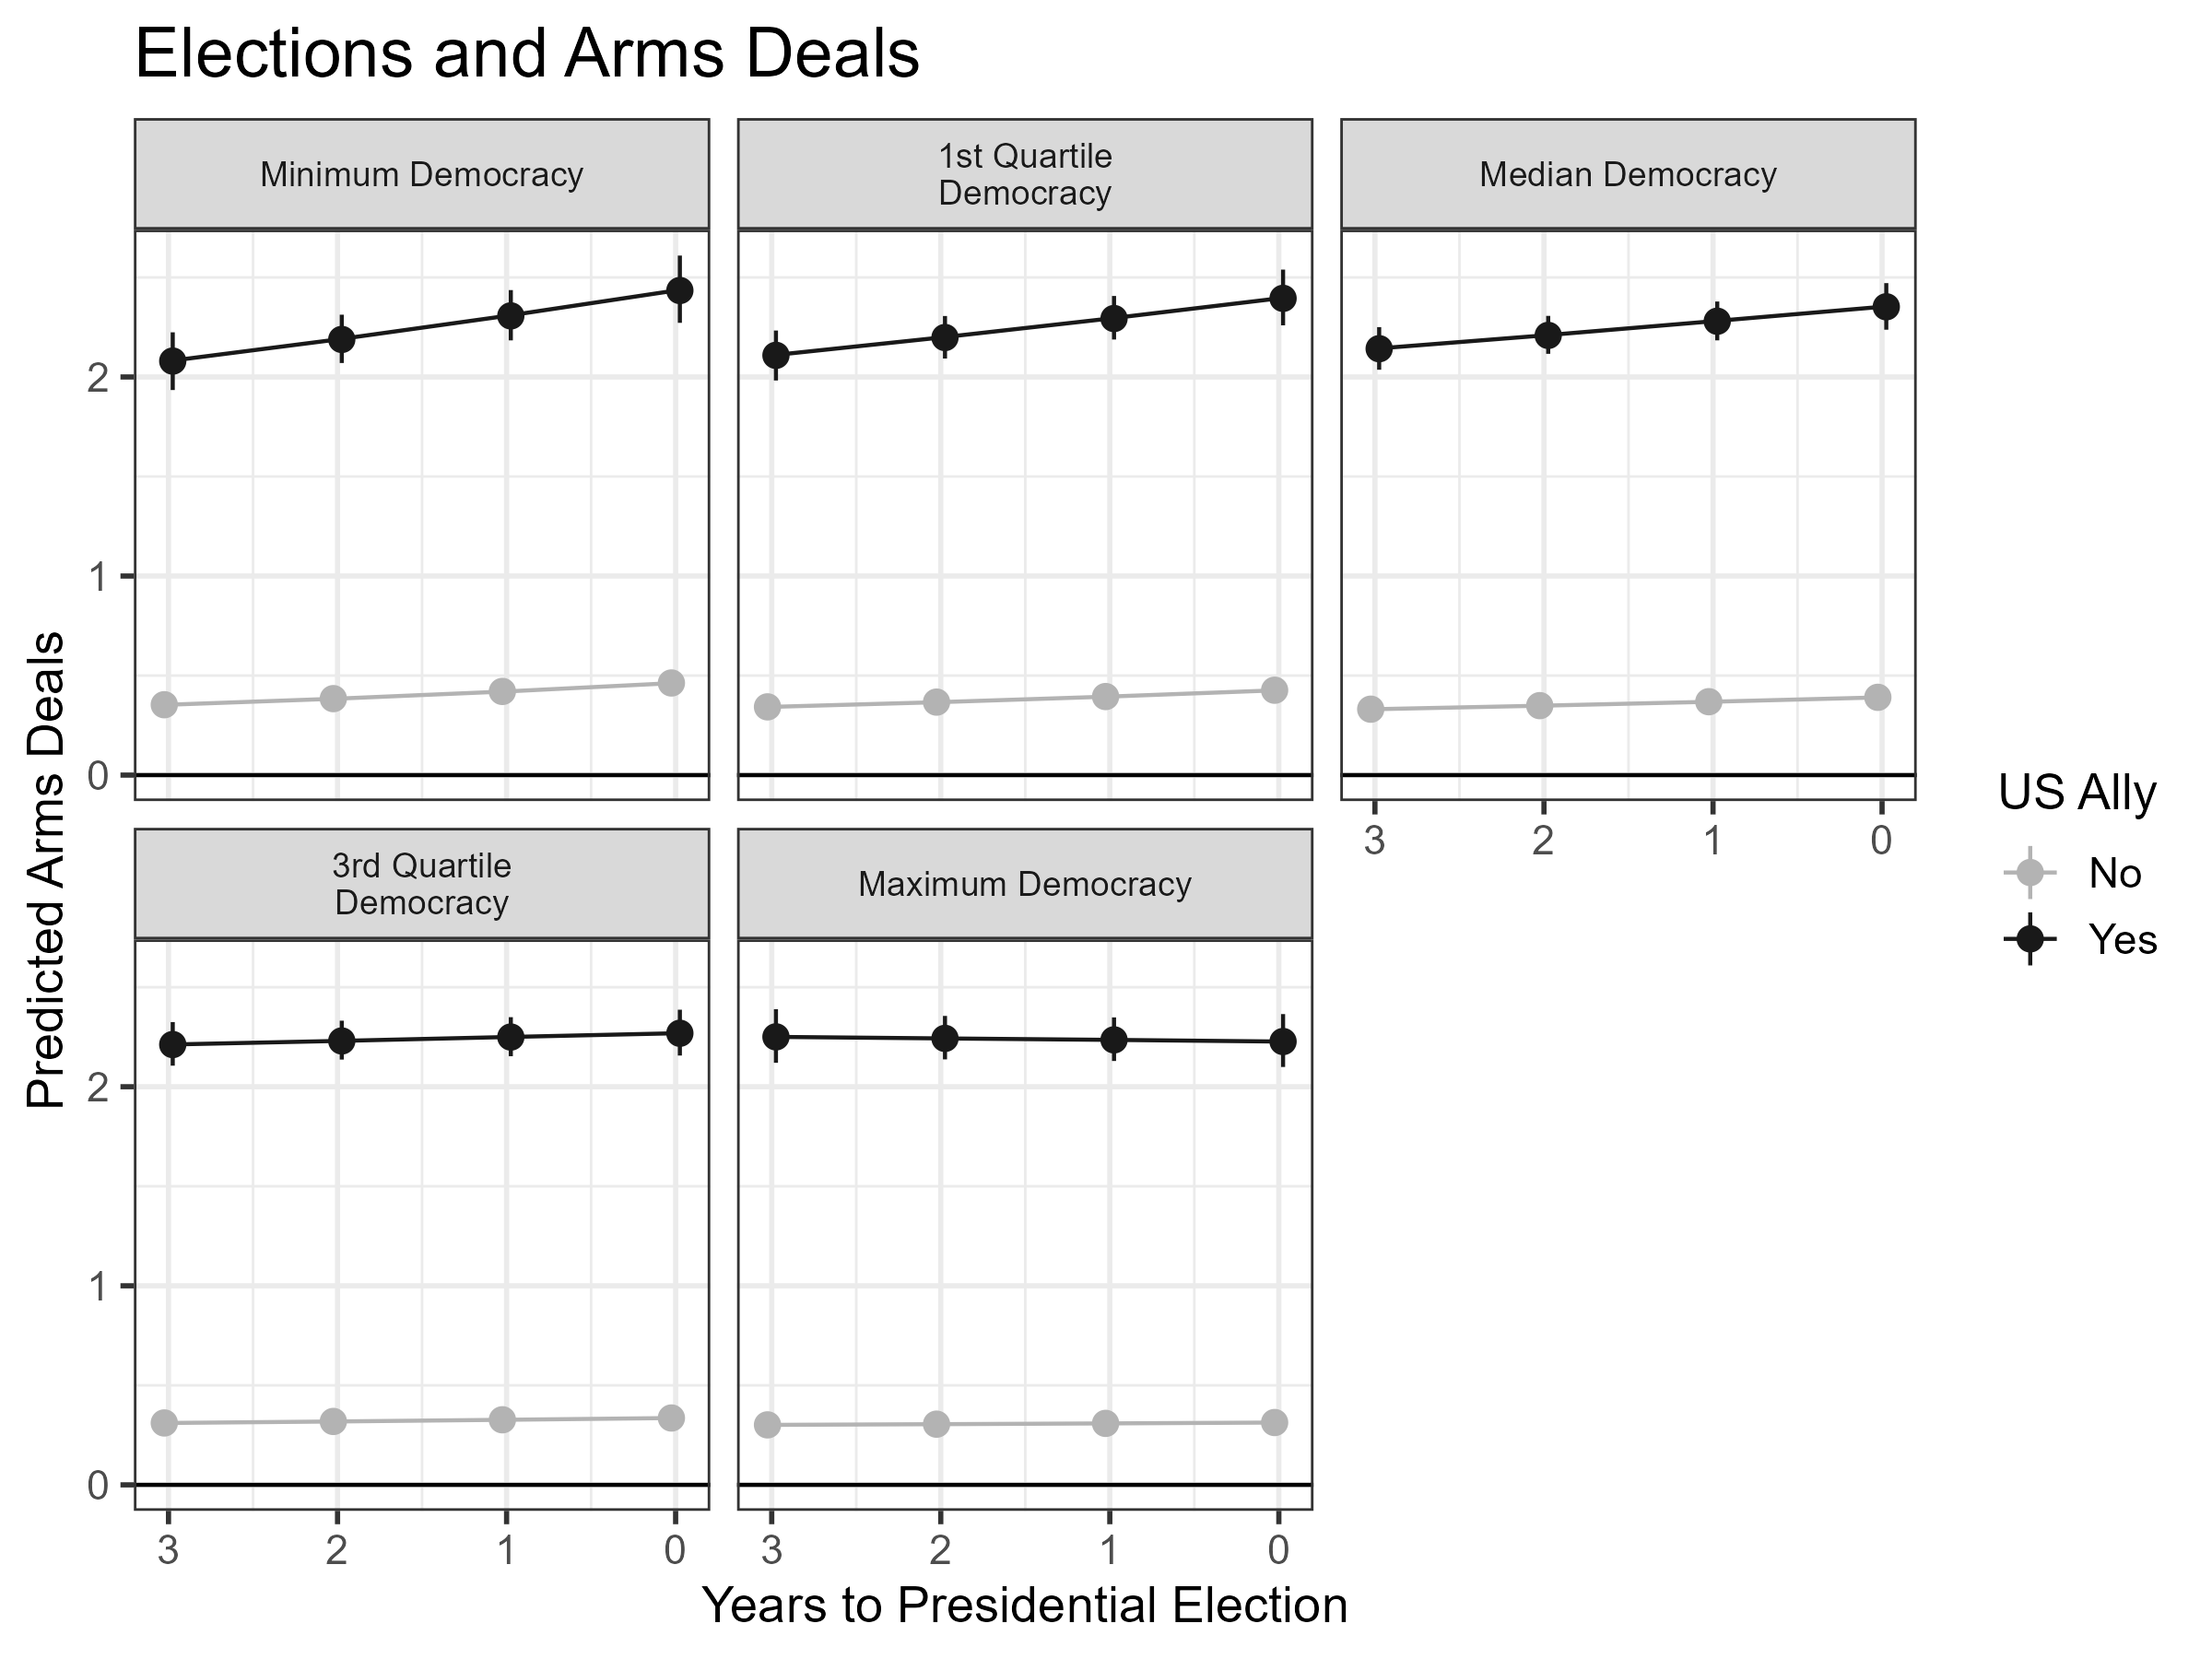 Elections and Arms Deals
Minimum Democracy
1st Quartile
Democracy
Median Democracy
2
1
0
3 2 1 0
3rd Quartile
Democracy
Maximum Democracy
2
1
0
3 2 1 0
3 2 1 0
Predicted Arms Deals
Years to Presidential Election
US Ally
No
Yes